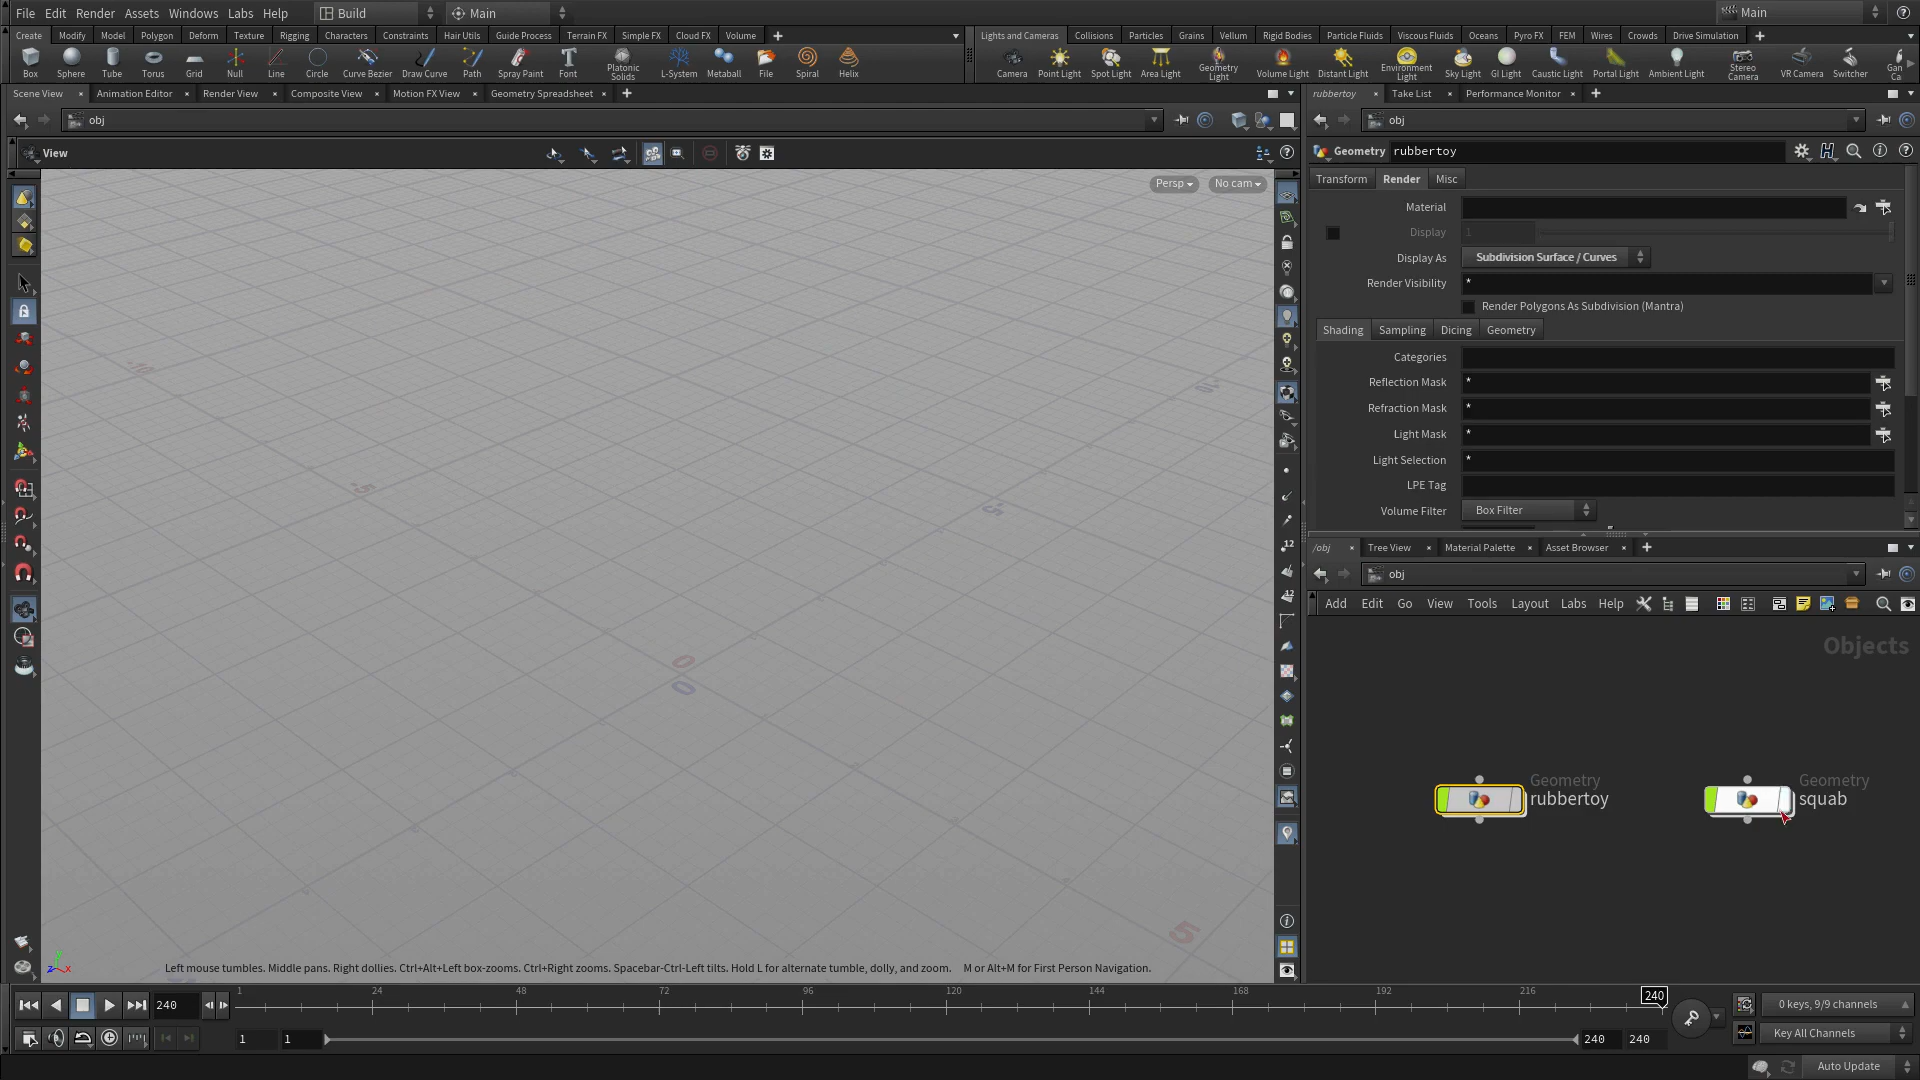 File Edit Render Assets Windows Labs Help Build Main Main
Create Modify Model Polygon Deform Texture Rigging Characters Constraints Hair Utils Guide Process Terrain FX Simple FX Cloud FX Volume Lights and Cameras Collisions Particles Grains Vellum Rigid Bodies Particle Fluids Viscous Fluids Oceans Pyro FX FEM Wires Crowds Drive Simulation
Box Sphere Tube Torus Grid Null Line Circle Curve Bezier Draw Curve Path Spray Paint Font Platonic Solids L-System Metaball File Spiral Helix Camera Point Light Spot Light Area Light Geometry Light Volume Light Distant Light Environment Light Sky Light GI Light Caustic Light Portal Light Ambient Light Stereo Camera VR Camera Switcher Gan Ca
Scene View Animation Editor Render View Composite View Motion FX View Geometry Spreadsheet
obj
View
Persp No cam
-10
-10
-5
-5
0
0
5
Left mouse tumbles. Middle pans. Right dollies. Ctrl+Alt+Left box-zooms. Ctrl+Right zooms. Spacebar-Ctrl-Left tilts. Hold L for alternate tumble, dolly, and zoom. M or Alt+M for First Person Navigation.
12
12
rubbertoy Take List Performance Monitor
obj
Geometry rubbertoy
Transform Render Misc
Material
Display 1
Display As Subdivision Surface / Curves
Render Visibility *
Render Polygons As Subdivision (Mantra)
Shading Sampling Dicing Geometry
Categories
Reflection Mask *
Refraction Mask *
Light Mask *
Light Selection *
LPE Tag
Volume Filter Box Filter
/obj Tree View Material Palette Asset Browser
obj
Add Edit Go View Tools Layout Labs Help
Objects
Geometry
rubbertoy
Geometry
squab
240 1 24 48 72 96 120 144 168 192 216 240
0 keys, 9/9 channels
1 1 240 240
Key All Channels
Auto Update